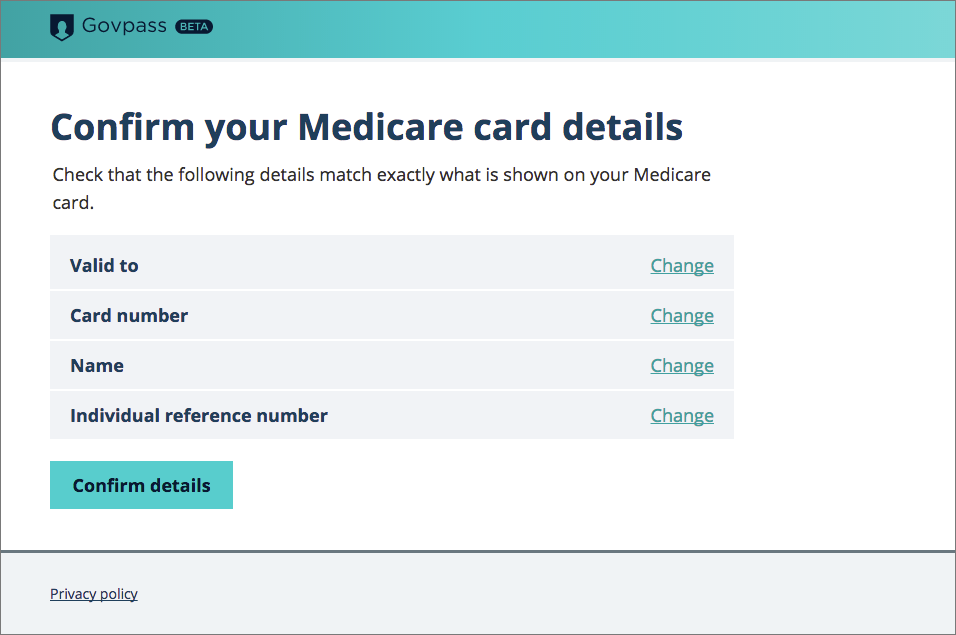 Govpass BETA
Confirm your Medicare card details
Check that the following details match exactly what is shown on your Medicare
card.
Valid to Change
Card number Change
Name Change
Individual reference number Change
Confirm details
Privacy policy